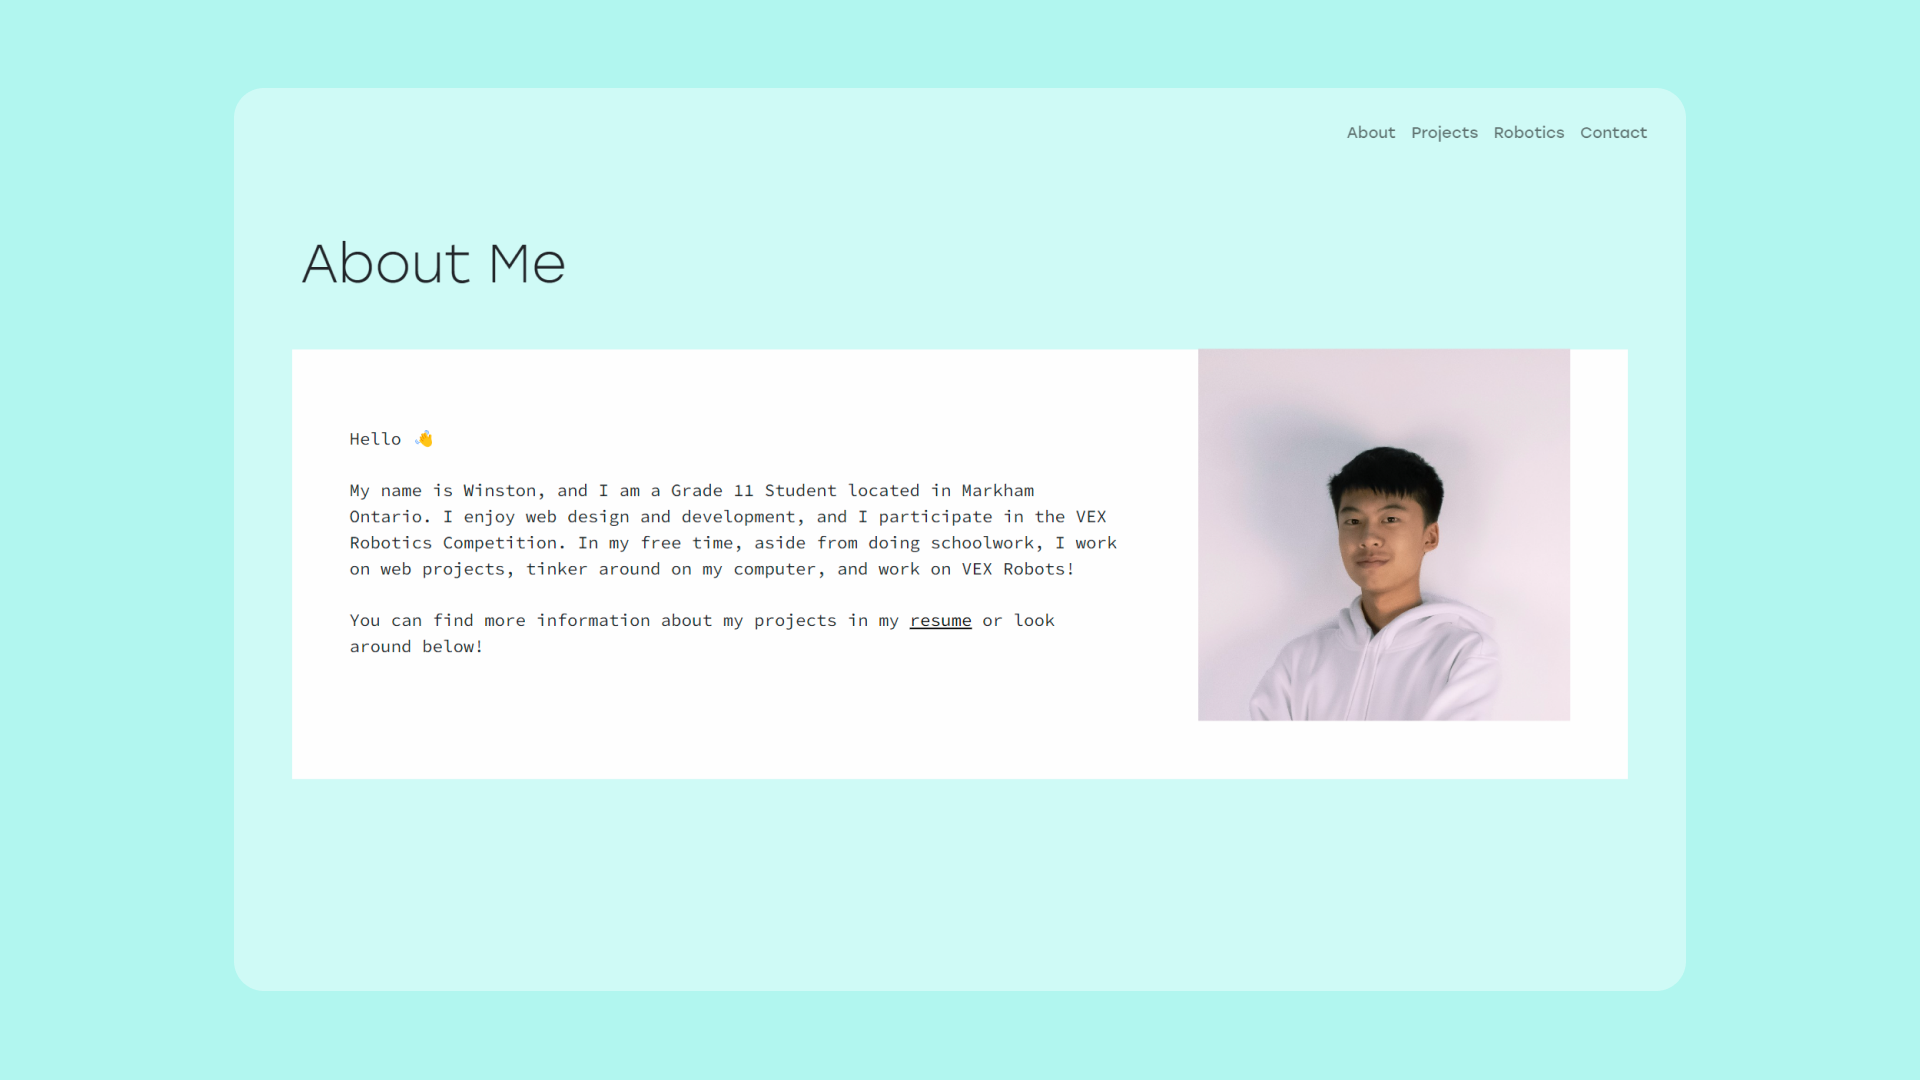 About Projects Robotics Contact
About Me
Hello 👋
My name is Winston, and I am a Grade 11 Student located in Markham
Ontario. I enjoy web design and development, and I participate in the VEX
Robotics Competition. In my free time, aside from doing schoolwork, I work
on web projects, tinker around on my computer, and work on VEX Robots!
You can find more information about my projects in my resume or look
around below!